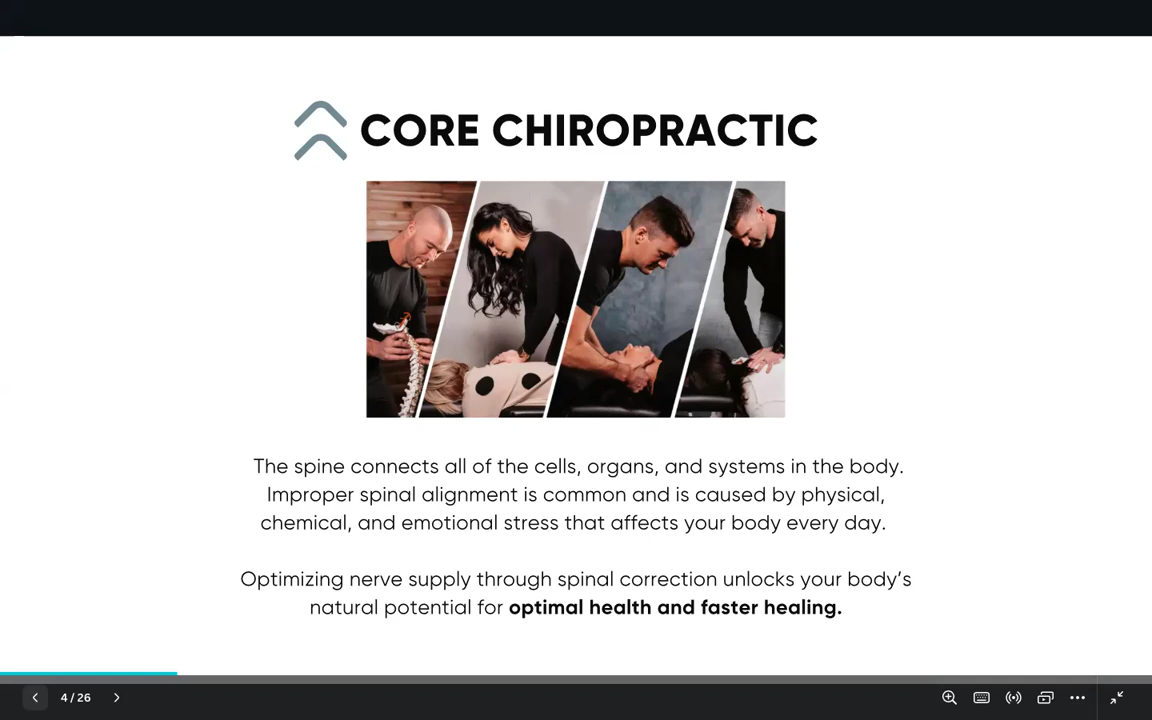 CORE CHIROPRACTIC
The spine connects all of the cells, organs, and systems in the body.
Improper spinal alignment is common and is caused by physical,
chemical, and emotional stress that affects your body every day.
Optimizing nerve supply through spinal correction unlocks your body's
natural potential for optimal health and faster healing.
4 / 26